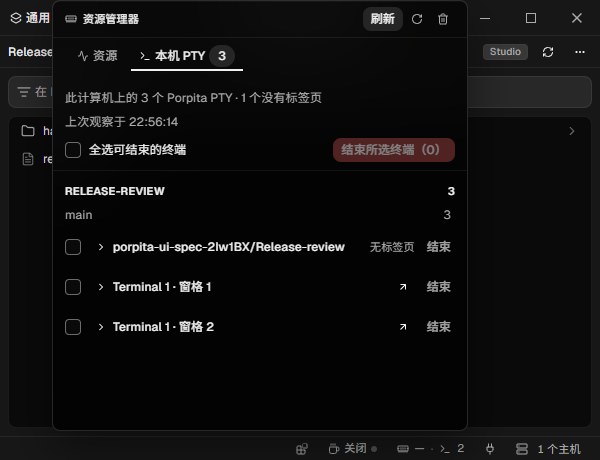 通用
资源管理器
刷新
Release
Studio
资源
本机 PTY 3
此计算机上的 3 个 Porpita PTY · 1 个没有标签页
上次观察于 22:56:14
全选可结束的终端
结束所选终端（0）
RELEASE-REVIEW 3
main 3
porpita-ui-spec-2Iw1BX/Release-review 无标签页 结束
Terminal 1 · 窗格 1 结束
Terminal 1 · 窗格 2 结束
关闭 — · 2 1 个主机